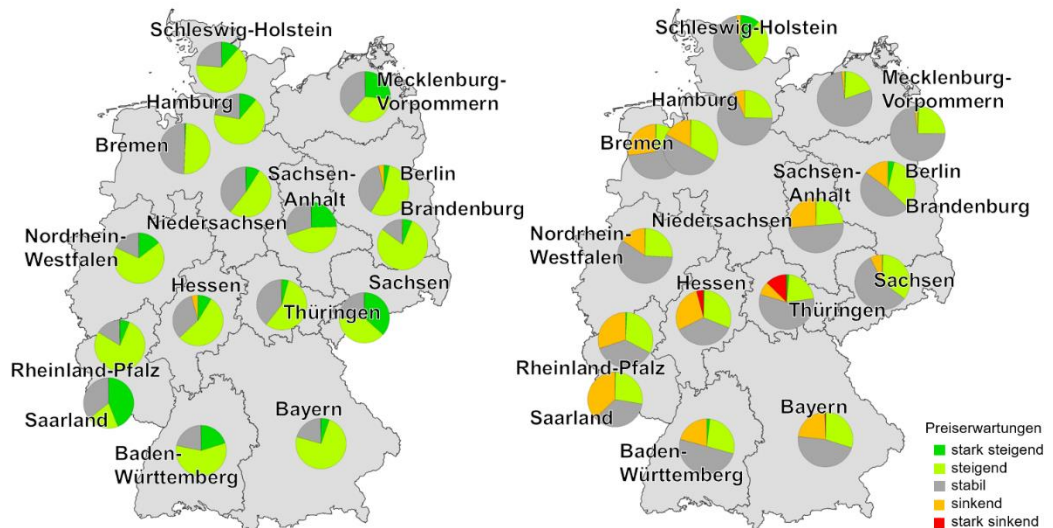 Schleswig-Holstein
Mecklenburg-
Vorpommern
Hamburg
Bremen
Sachsen-
Anhalt
Berlin
Niedersachsen
Brandenburg
Nordrhein-
Westfalen
Sachsen
Hessen
Thüringen
Rheinland-Pfalz
Saarland
Bayern
Baden-
Württemberg
Schleswig-Holstein
Mecklenburg-
Vorpommern
Hamburg
Bremen
Sachsen-
Anhalt
Berlin
Niedersachsen
Brandenburg
Nordrhein-
Westfalen
Sachsen
Hessen
Thüringen
Rheinland-Pfalz
Saarland
Bayern
Baden-
Württemberg
Preiserwartungen
stark steigend
steigend
stabil
sinkend
stark sinkend